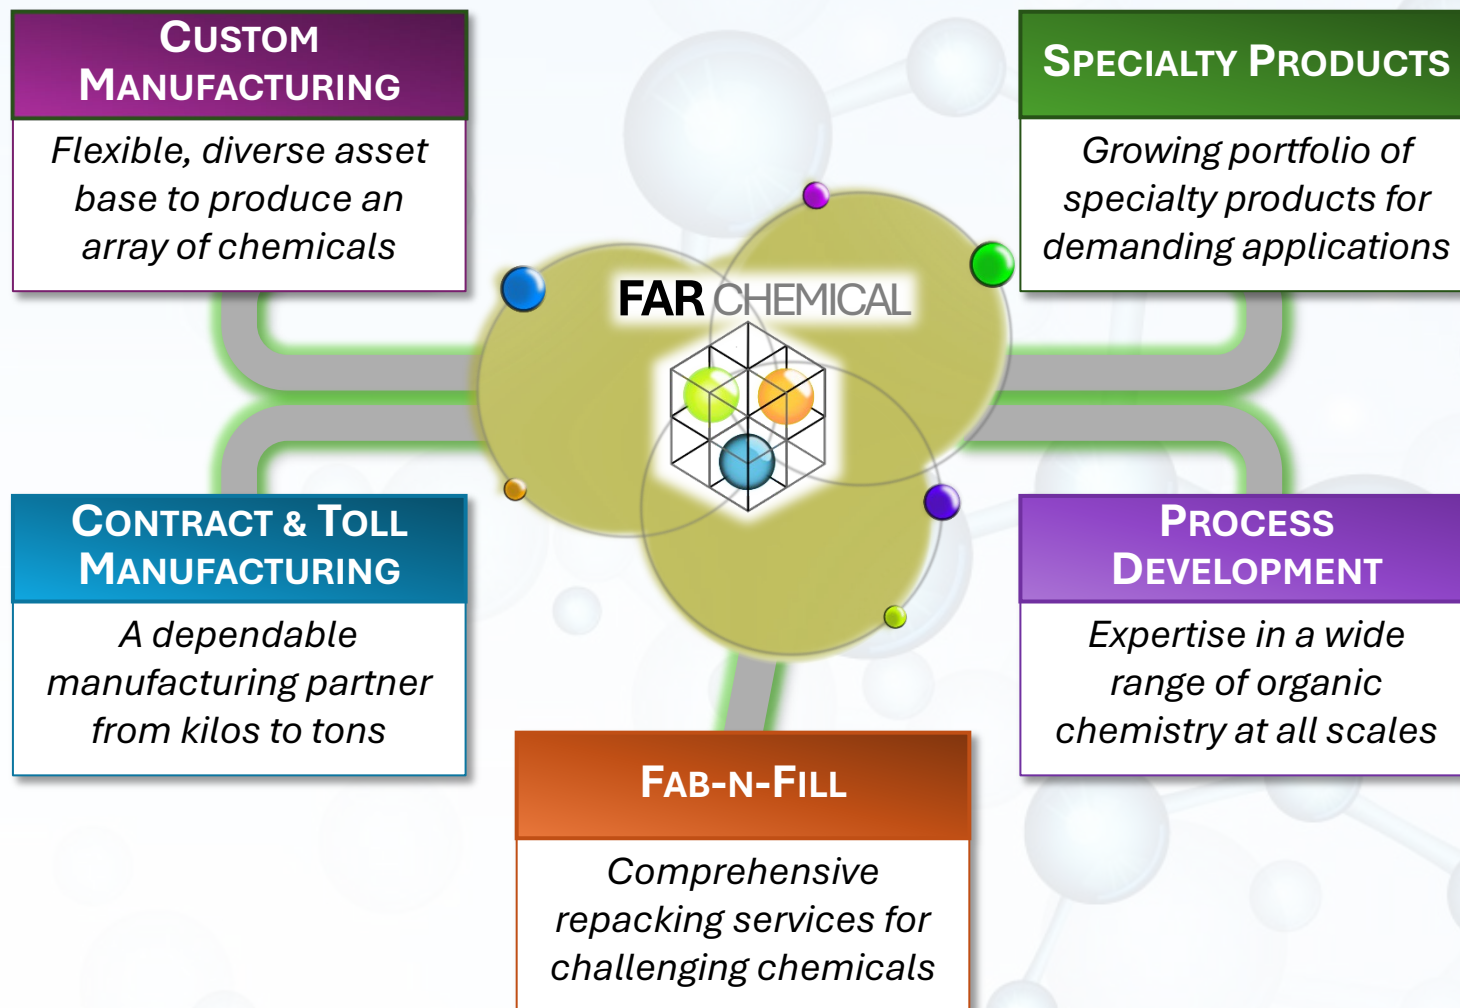 CUSTOM
MANUFACTURING
Flexible, diverse asset
base to produce an
array of chemicals
SPECIALTY PRODUCTS
Growing portfolio of
specialty products for
demanding applications
FAR CHEMICAL
CONTRACT & TOLL
MANUFACTURING
A dependable
manufacturing partner
from kilos to tons
PROCESS
DEVELOPMENT
Expertise in a wide
range of organic
chemistry at all scales
FAB-N-FILL
Comprehensive
repacking services for
challenging chemicals